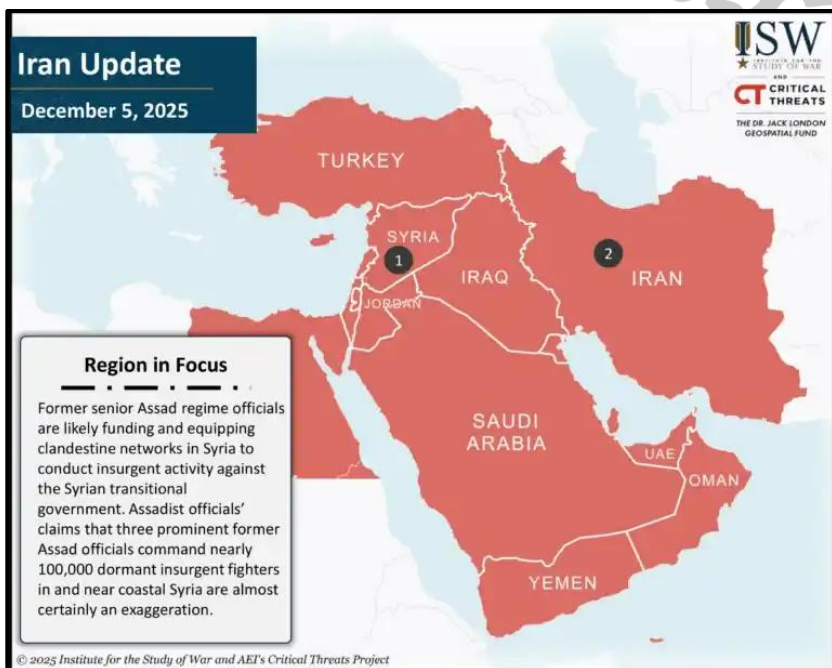 Iran Update
December 5, 2025
ISW
INSTITUTE FOR THE
STUDY OF WAR
AND
CT CRITICAL
THREATS
THE DR. JACK LONDON
GEOSPATIAL FUND
TURKEY
SYRIA
1
2
IRAQ
IRAN
JORDAN
SAUDI
ARABIA
UAE
OMAN
YEMEN
Region in Focus
Former senior Assad regime officials
are likely funding and equipping
clandestine networks in Syria to
conduct insurgent activity against
the Syrian transitional
government. Assadist officials'
claims that three prominent former
Assad officials command nearly
100,000 dormant insurgent fighters
in and near coastal Syria are almost
certainly an exaggeration.
© 2025 Institute for the Study of War and AEI's Critical Threats Project